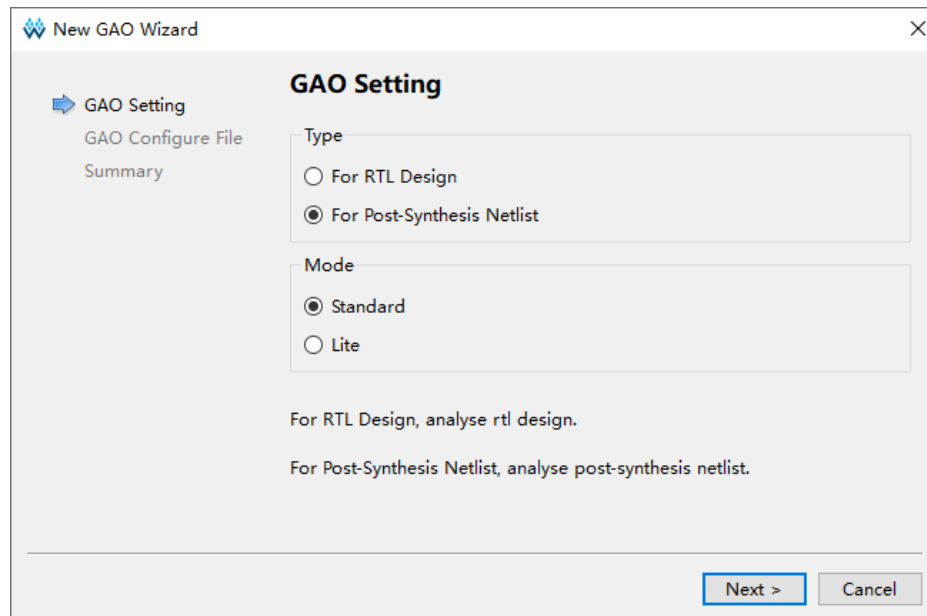 New GAO Wizard
GAO Setting
GAO Configure File
Summary
GAO Setting
Type
For RTL Design
For Post-Synthesis Netlist
Mode
Standard
Lite
For RTL Design, analyse rtl design.
For Post-Synthesis Netlist, analyse post-synthesis netlist.
Next >
Cancel